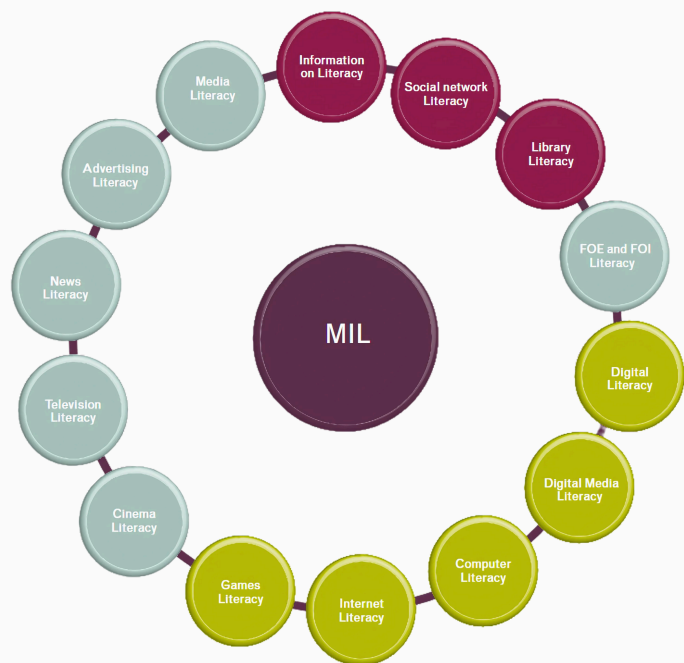 Information
on Literacy
Social network
Literacy
Library
Literacy
FOE and FOI
Literacy
Digital
Literacy
Digital Media
Literacy
Computer
Literacy
Internet
Literacy
Games
Literacy
Cinema
Literacy
Television
Literacy
News
Literacy
Advertising
Literacy
Media
Literacy
MIL